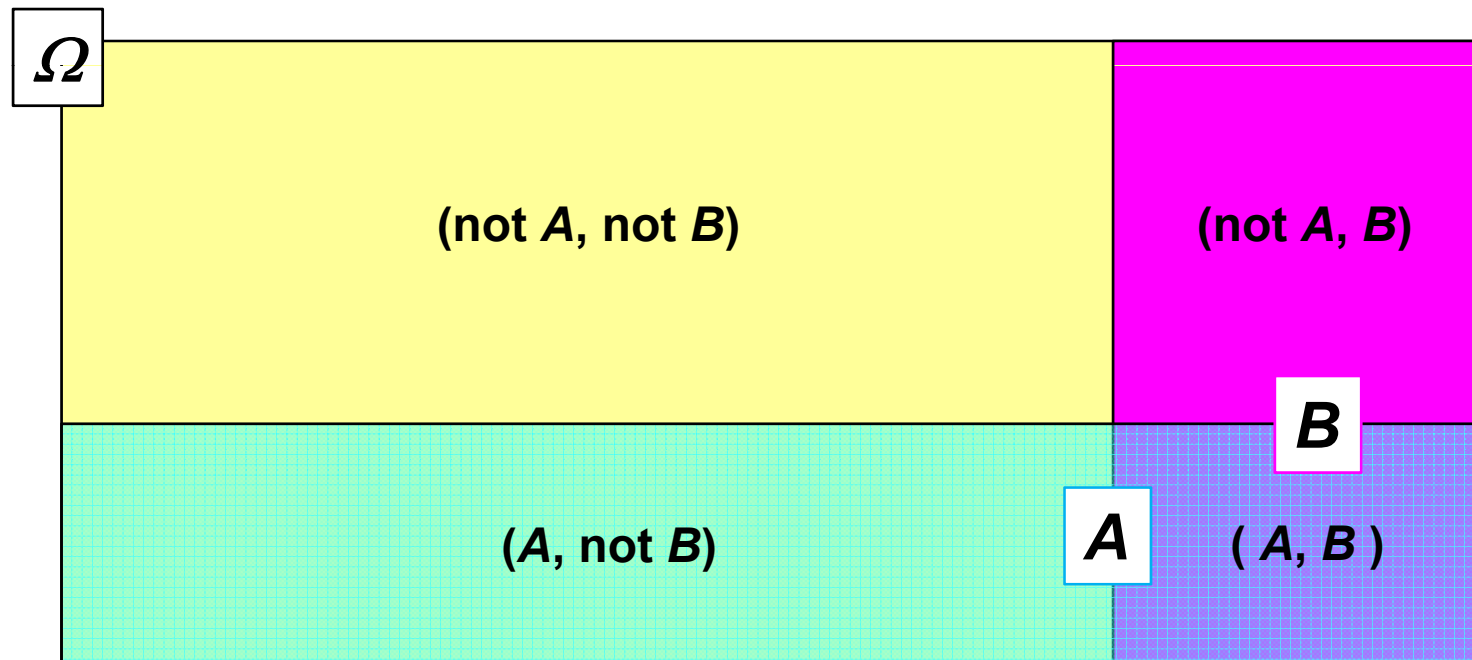 Ω
(not A, not B)
(not A, B)
B
A
(A, not B)
( A, B )